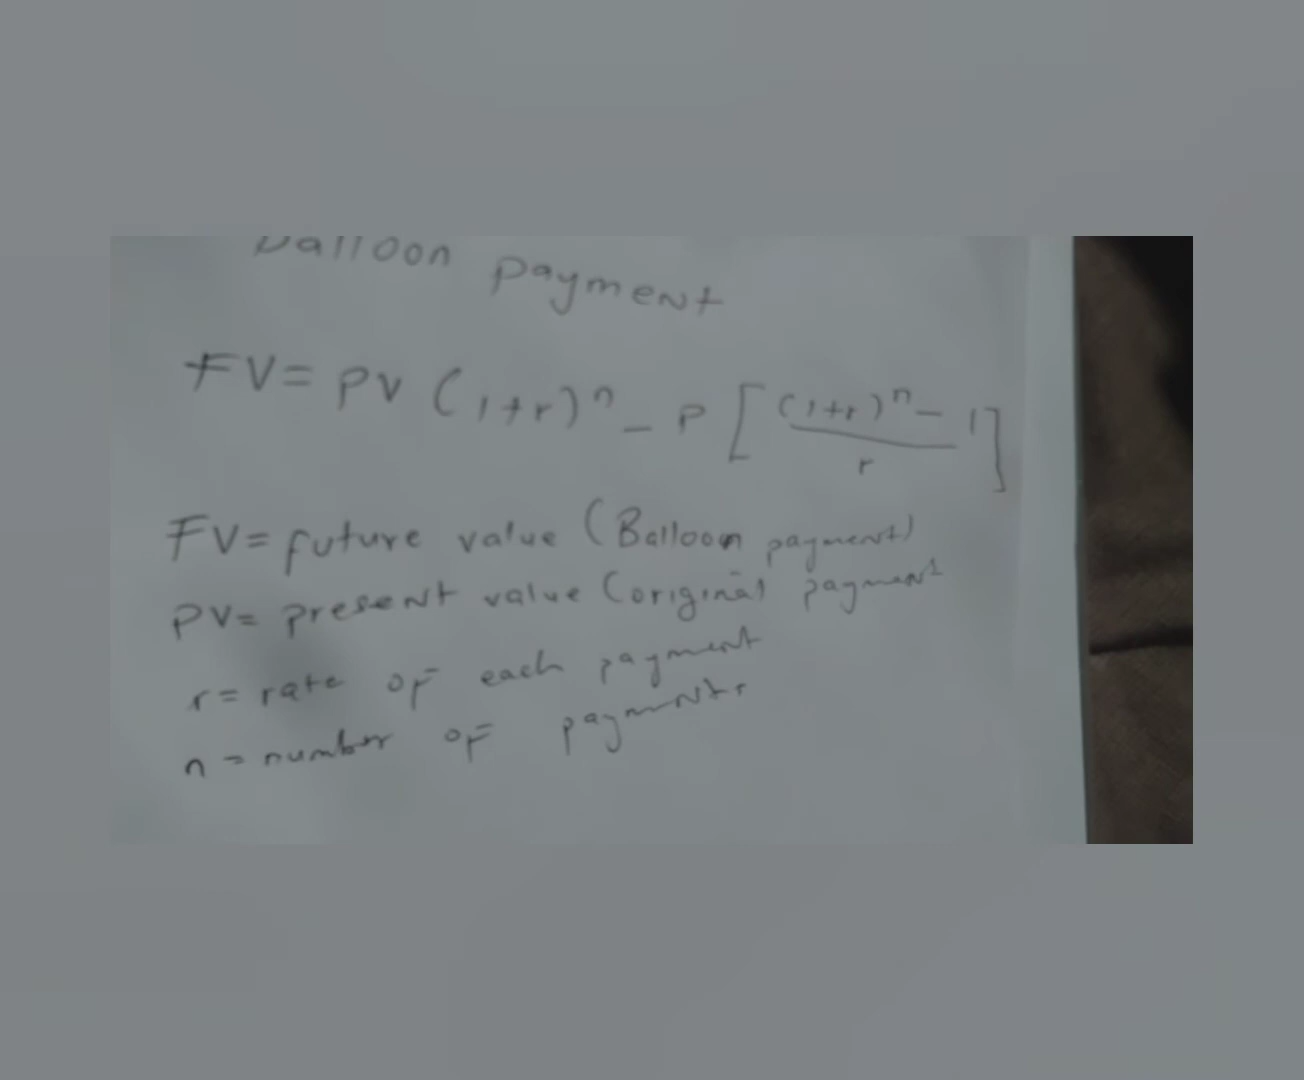 Balloon payment
FV= PV (1+r)ⁿ - P [((1+r)ⁿ - 1)/r]
FV= future value (Balloon payment)
PV= present value (original payment
r= rate of each payment
n = number of payments